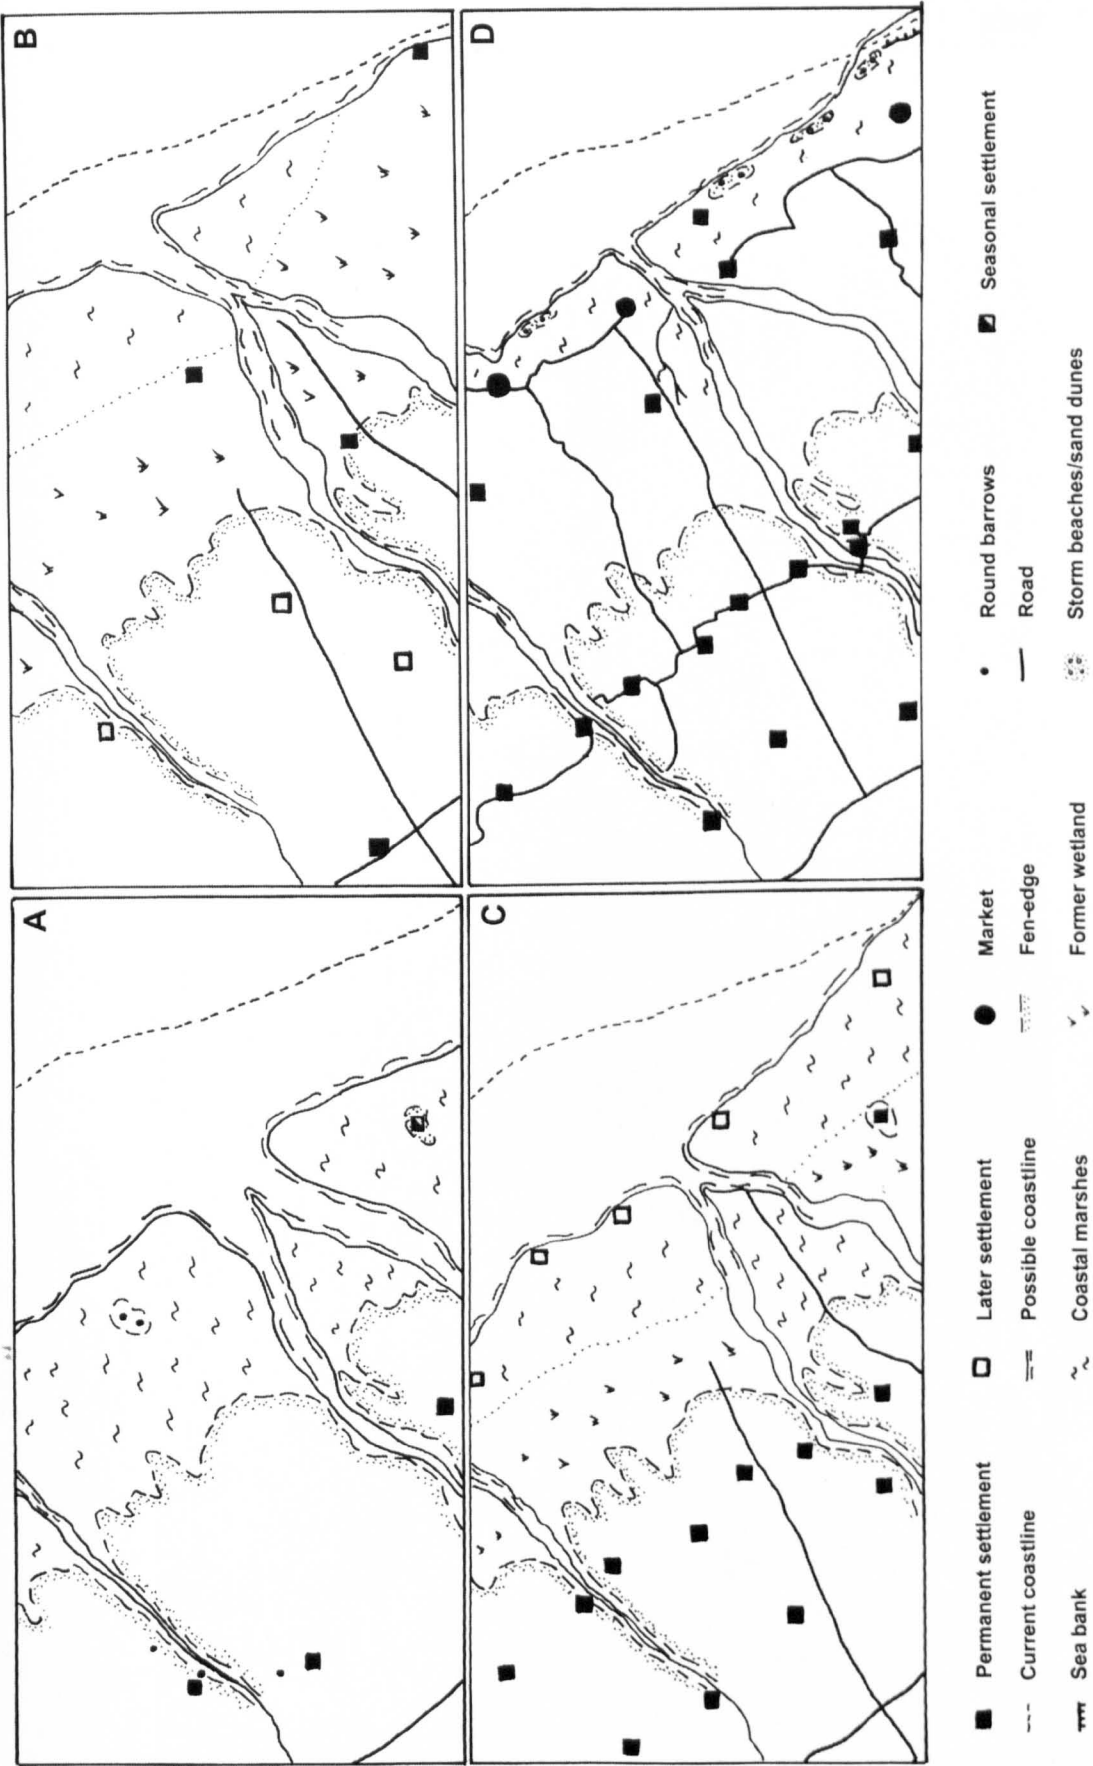 A
B
C
D
Permanent settlement Later settlement Market Round barrows Seasonal settlement
Current coastline Possible coastline Fen-edge Road
Sea bank Coastal marshes Former wetland Storm beaches/sand dunes